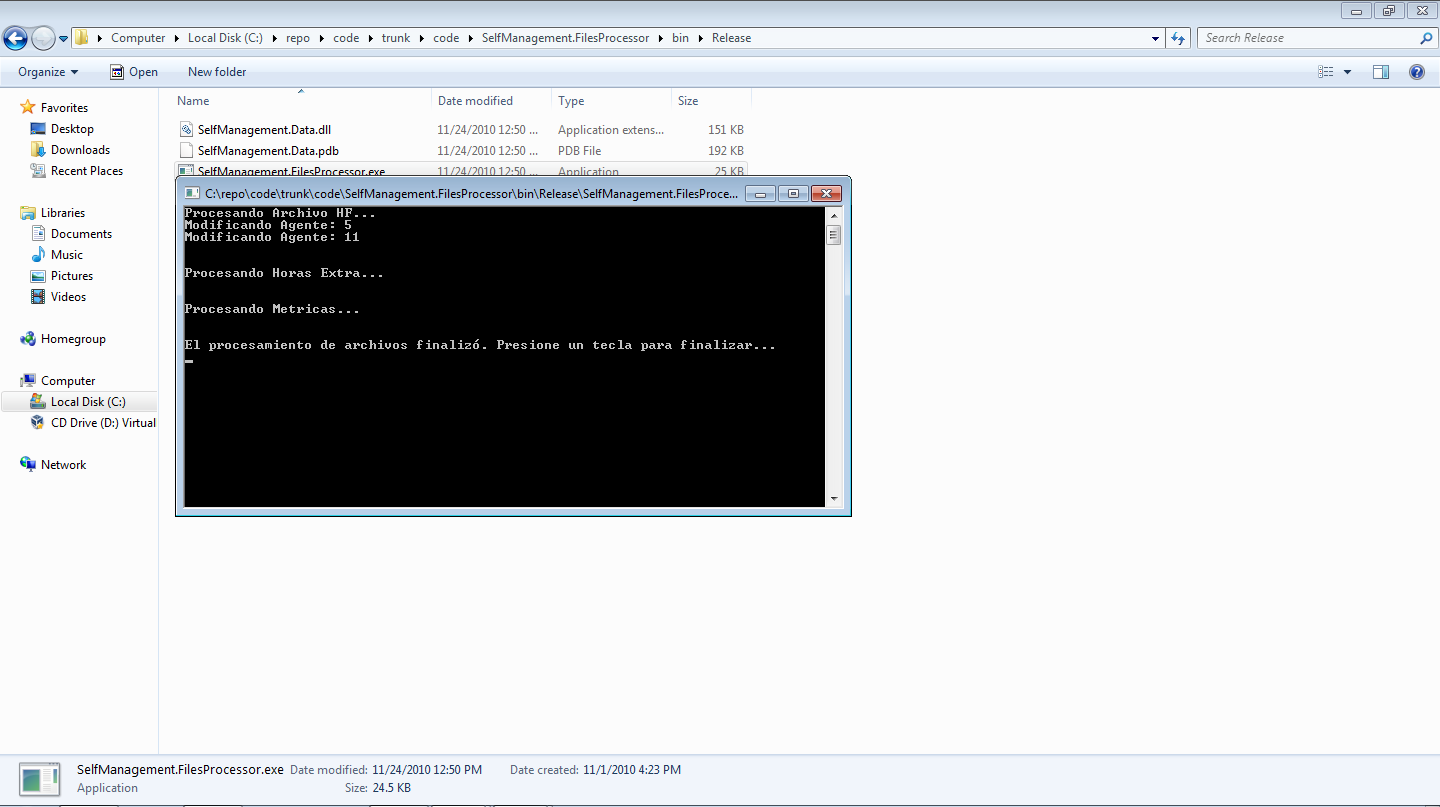 Computer Local Disk (C:) repo code trunk code SelfManagement.FilesProcessor bin Release
Search Release
Organize Open New folder
Name Date modified Type Size
Favorites
Desktop
Downloads
Recent Places
Libraries
Documents
Music
Pictures
Videos
Homegroup
Computer
Local Disk (C:)
CD Drive (D:) Virtual
Network
SelfManagement.Data.dll 11/24/2010 12:50 ... Application extens... 151 KB
SelfManagement.Data.pdb 11/24/2010 12:50 ... PDB File 192 KB
SelfManagement.FilesProcessor.exe 11/24/2010 12:50 ... Application 25 KB
C:\repo\code\trunk\code\SelfManagement.FilesProcessor\bin\Release\SelfManagement.FilesProce...
Procesando Archivo HF...
Modificando Agente: 5
Modificando Agente: 11
Procesando Horas Extra...
Procesando Metricas...
El procesamiento de archivos finalizó. Presione un tecla para finalizar...
SelfManagement.FilesProcessor.exe Date modified: 11/24/2010 12:50 PM Date created: 11/1/2010 4:23 PM
Application Size: 24.5 KB